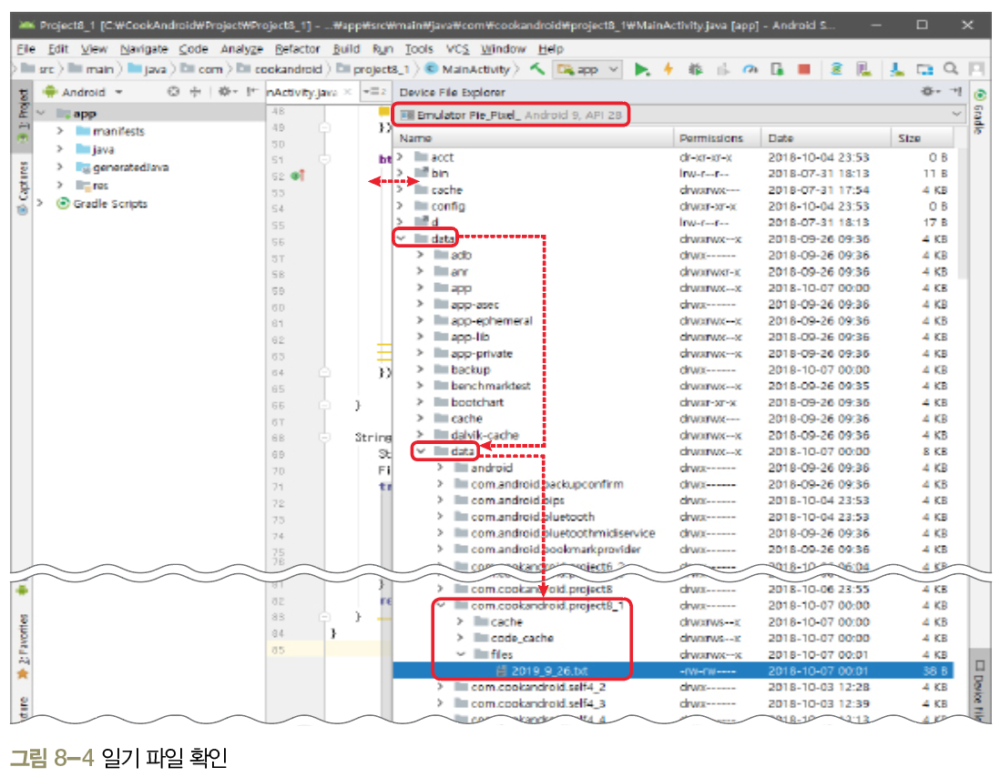 Project8_1 [C:₩CookAndroid₩Project₩Project8_1] - ...₩app₩src₩main₩java₩com₩cookandroid₩project8_1₩MainActivity.java [app] - Android S...
File Edit View Navigate Code Analyze Refactor Build Run Tools VCS Window Help
src main java com cookandroid project8_1 MainActivity app
1: Project
Captures
2: Favorites
Android
nActivity.java
app
manifests
java
generatedJava
res
Gradle Scripts
48
49 })
50
51 bt
52
53
54
55
56
57
58
59
60
61
62
63
64 })
65
66 }
67
68 String
69 St
70 Fi
71 tr
72
73
74
75
76
81 }
82 re
83 }
84 }
85
Device File Explorer
Emulator Pie_Pixel_ Android 9, API 28
Name Permissions Date Size
acct dr-xr-xr-x 2018-10-04 23:53 0 B
bin lrw-r--r-- 2018-07-31 18:13 11 B
cache drwxrwx--- 2018-07-31 17:54 4 KB
config drwxr-xr-x 2018-10-04 23:53 0 B
d lrw-r--r-- 2018-07-31 18:13 17 B
data drwxrwx--x 2018-09-26 09:36 4 KB
adb drwx------ 2018-09-26 09:36 4 KB
anr drwxrwxr-x 2018-09-26 09:36 4 KB
app drwxrwx--x 2018-10-07 00:00 4 KB
app-asec drwx------ 2018-09-26 09:36 4 KB
app-ephemeral drwxrwx--x 2018-09-26 09:36 4 KB
app-lib drwxrwx--x 2018-09-26 09:36 4 KB
app-private drwxrwx--x 2018-09-26 09:36 4 KB
backup drwx------ 2018-10-07 00:00 4 KB
benchmarktest drwxrwx--x 2018-09-26 09:35 4 KB
bootchart drwxr-xr-x 2018-09-26 09:36 4 KB
cache drwxrwx--- 2018-09-26 09:36 4 KB
dalvik-cache drwxrwx--x 2018-09-26 09:36 4 KB
data drwxrwx--x 2018-10-07 00:00 8 KB
android drwx------ 2018-09-26 09:36 4 KB
com.android.backupconfirm drwx------ 2018-09-26 09:36 4 KB
com.android.bips drwx------ 2018-10-04 23:53 4 KB
com.android.bluetooth drwx------ 2018-10-04 23:53 4 KB
com.android.bluetoothmidiservice drwx------ 2018-09-26 09:36 4 KB
com.android.bookmarkprovider drwx------ 2018-09-26 09:36 4 KB
com.cookandroid.project6_2 06:04 4 KB
com.cookandroid.project8 drwx------ 2018-10-06 23:55 4 KB
com.cookandroid.project8_1 drwx------ 2018-10-07 00:00 4 KB
cache drwxrws--x 2018-10-07 00:00 4 KB
code_cache drwxrws--x 2018-10-07 00:00 4 KB
files drwxrwx--x 2018-10-07 00:01 4 KB
2019_9_26.txt -rw-rw---- 2018-10-07 00:01 38 B
com.cookandroid.self4_2 drwx------ 2018-10-03 12:28 4 KB
com.cookandroid.self4_3 drwx------ 2018-10-03 12:39 4 KB
com.cookandroid.self4_4 12:13 4 KB
Gradle
Device File
그림 8-4 일기 파일 확인